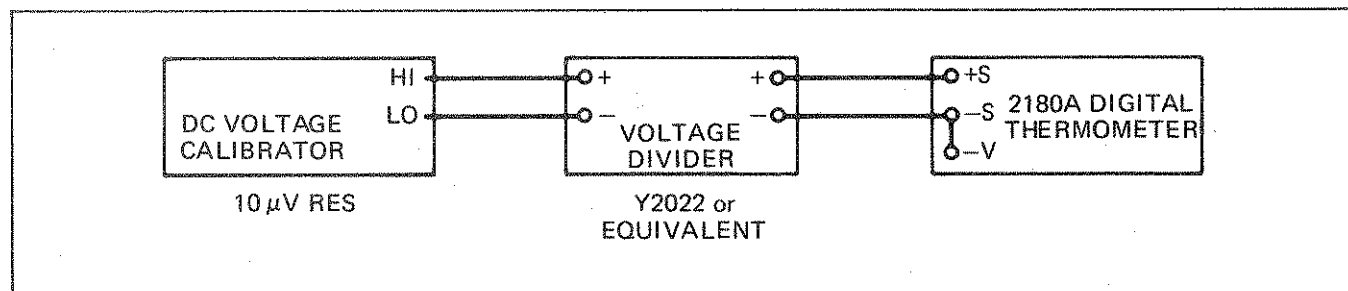 HI
LO
DC VOLTAGE
CALIBRATOR
10 μV RES
+
−
+
−
VOLTAGE
DIVIDER
Y2022 or
EQUIVALENT
+S
−S
−V
2180A DIGITAL
THERMOMETER